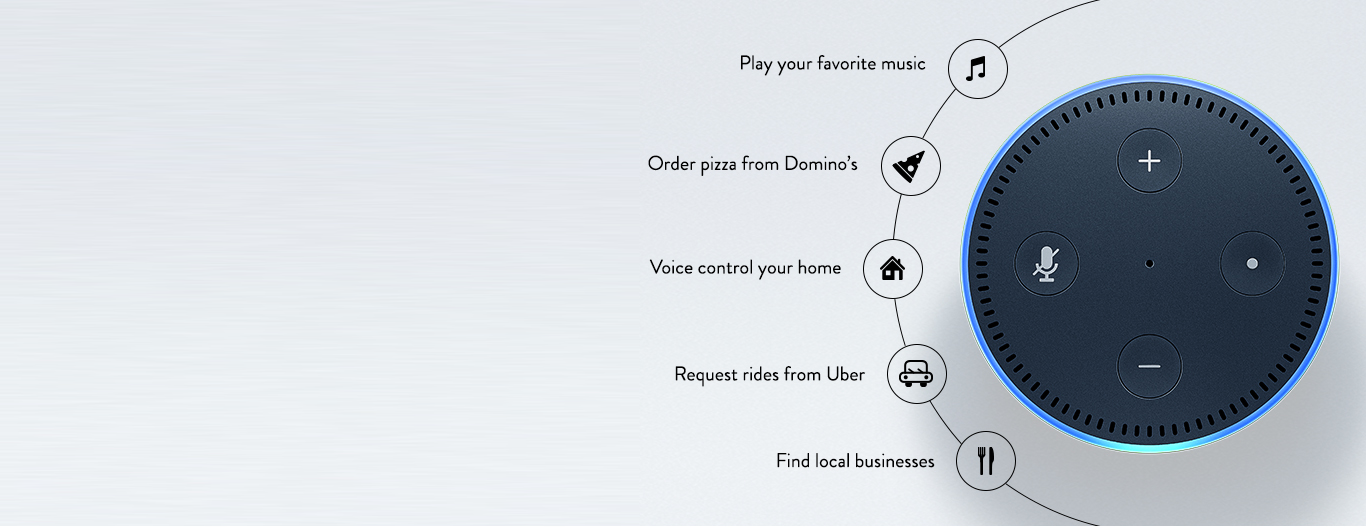 Play your favorite music
Order pizza from Domino’s
Voice control your home
Request rides from Uber
Find local businesses